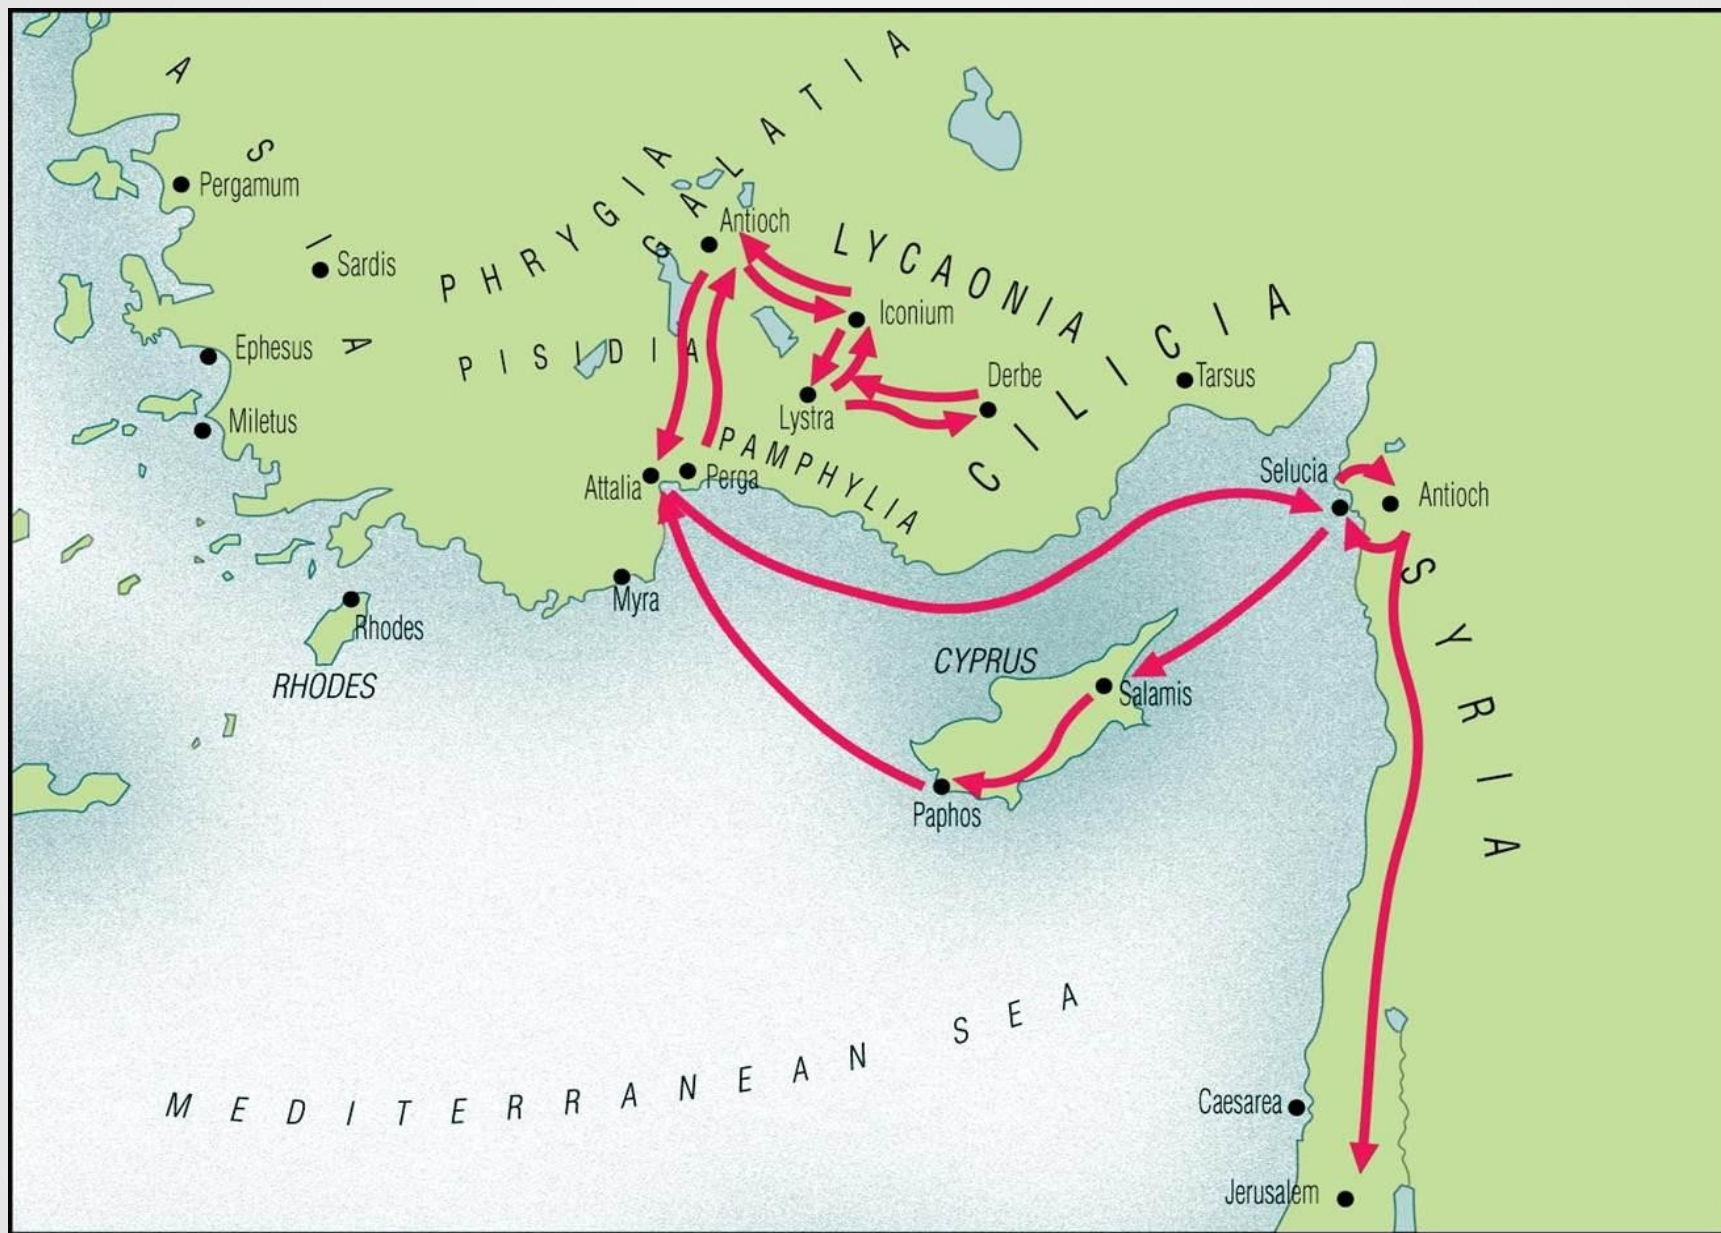 ASIA
GALATIA
PHRYGIA
Pergamum
Antioch
LYCAONIA
Sardis
CILICIA
Iconium
Ephesus
PISIDIA
Derbe
Tarsus
Miletus
Lystra
PAMPHYLIA
Selucia
Attalia
Perga
Antioch
Myra
SYRIA
Rhodes
RHODES
CYPRUS
Salamis
Paphos
MEDITERRANEAN SEA
Caesarea
Jerusalem